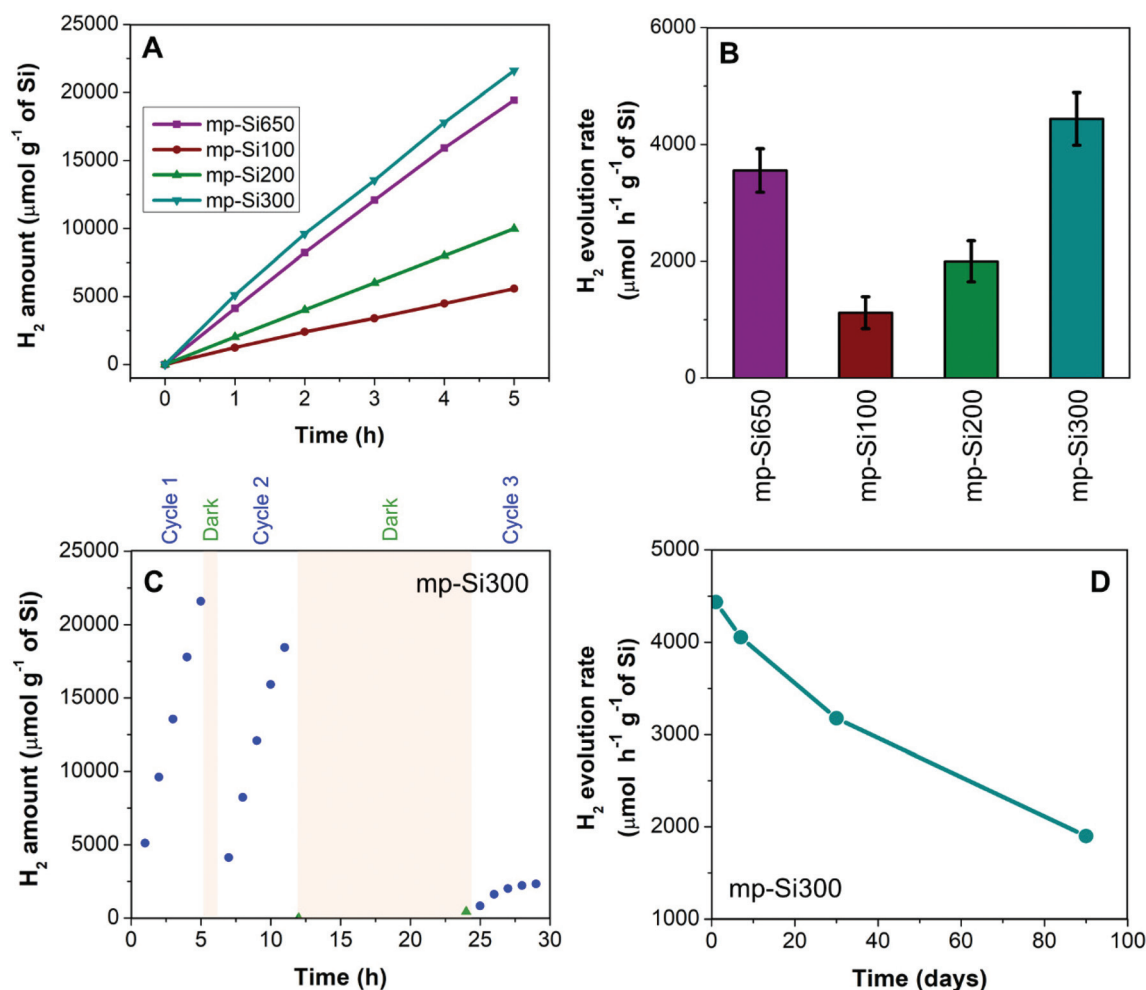 A
H₂ amount (μmol g⁻¹ of Si)
25000
20000
15000
10000
5000
0
mp-Si650
mp-Si100
mp-Si200
mp-Si300
0 1 2 3 4 5
Time (h)
B
H₂ evolution rate
(μmol h⁻¹ g⁻¹of Si)
6000
4000
2000
0
mp-Si650
mp-Si100
mp-Si200
mp-Si300
Cycle 1
Dark
Cycle 2
Dark
Cycle 3
C
mp-Si300
H₂ amount (μmol g⁻¹ of Si)
25000
20000
15000
10000
5000
0
0 5 10 15 20 25 30
Time (h)
D
H₂ evolution rate
(μmol h⁻¹ g⁻¹of Si)
5000
4000
3000
2000
1000
mp-Si300
0 20 40 60 80 100
Time (days)